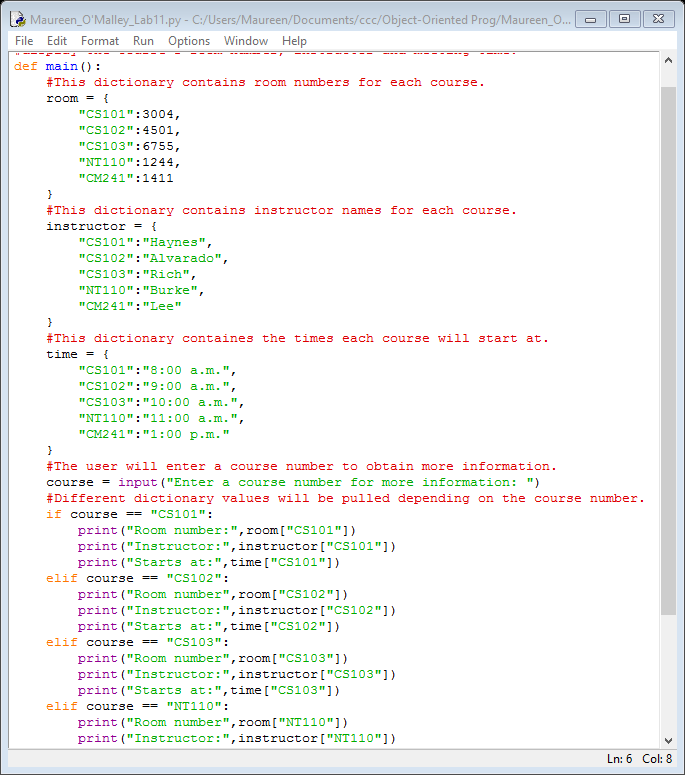 Maureen_O'Malley_Lab11.py - C:/Users/Maureen/Documents/ccc/Object-Oriented Prog/Maureen_O...
File Edit Format Run Options Window Help
def main():
    #This dictionary contains room numbers for each course.
    room = {
        "CS101":3004,
        "CS102":4501,
        "CS103":6755,
        "NT110":1244,
        "CM241":1411
    }
    #This dictionary contains instructor names for each course.
    instructor = {
        "CS101":"Haynes",
        "CS102":"Alvarado",
        "CS103":"Rich",
        "NT110":"Burke",
        "CM241":"Lee"
    }
    #This dictionary containes the times each course will start at.
    time = {
        "CS101":"8:00 a.m.",
        "CS102":"9:00 a.m.",
        "CS103":"10:00 a.m.",
        "NT110":"11:00 a.m.",
        "CM241":"1:00 p.m."
    }
    #The user will enter a course number to obtain more information.
    course = input("Enter a course number for more information: ")
    #Different dictionary values will be pulled depending on the course number.
    if course == "CS101":
        print("Room number:",room["CS101"])
        print("Instructor:",instructor["CS101"])
        print("Starts at:",time["CS101"])
    elif course == "CS102":
        print("Room number",room["CS102"])
        print("Instructor:",instructor["CS102"])
        print("Starts at:",time["CS102"])
    elif course == "CS103":
        print("Room number",room["CS103"])
        print("Instructor:",instructor["CS103"])
        print("Starts at:",time["CS103"])
    elif course == "NT110":
        print("Room number",room["NT110"])
        print("Instructor:",instructor["NT110"])
Ln: 6 Col: 8